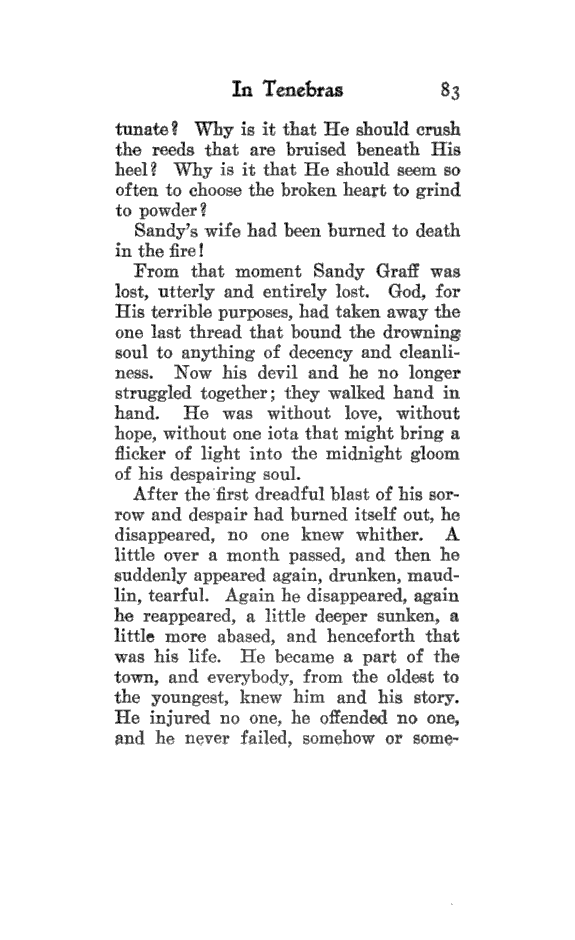 In Tenebras 83
tunate? Why is it that He should crush
the reeds that are bruised beneath His
heel? Why is it that He should seem so
often to choose the broken heart to grind
to powder?
Sandy's wife had been burned to death
in the fire!
From that moment Sandy Graff was
lost, utterly and entirely lost. God, for
His terrible purposes, had taken away the
one last thread that bound the drowning
soul to anything of decency and cleanli-
ness. Now his devil and he no longer
struggled together; they walked hand in
hand. He was without love, without
hope, without one iota that might bring a
flicker of light into the midnight gloom
of his despairing soul.
After the first dreadful blast of his sor-
row and despair had burned itself out, he
disappeared, no one knew whither. A
little over a month passed, and then he
suddenly appeared again, drunken, maud-
lin, tearful. Again he disappeared, again
he reappeared, a little deeper sunken, a
little more abased, and henceforth that
was his life. He became a part of the
town, and everybody, from the oldest to
the youngest, knew him and his story.
He injured no one, he offended no one,
and he never failed, somehow or some-